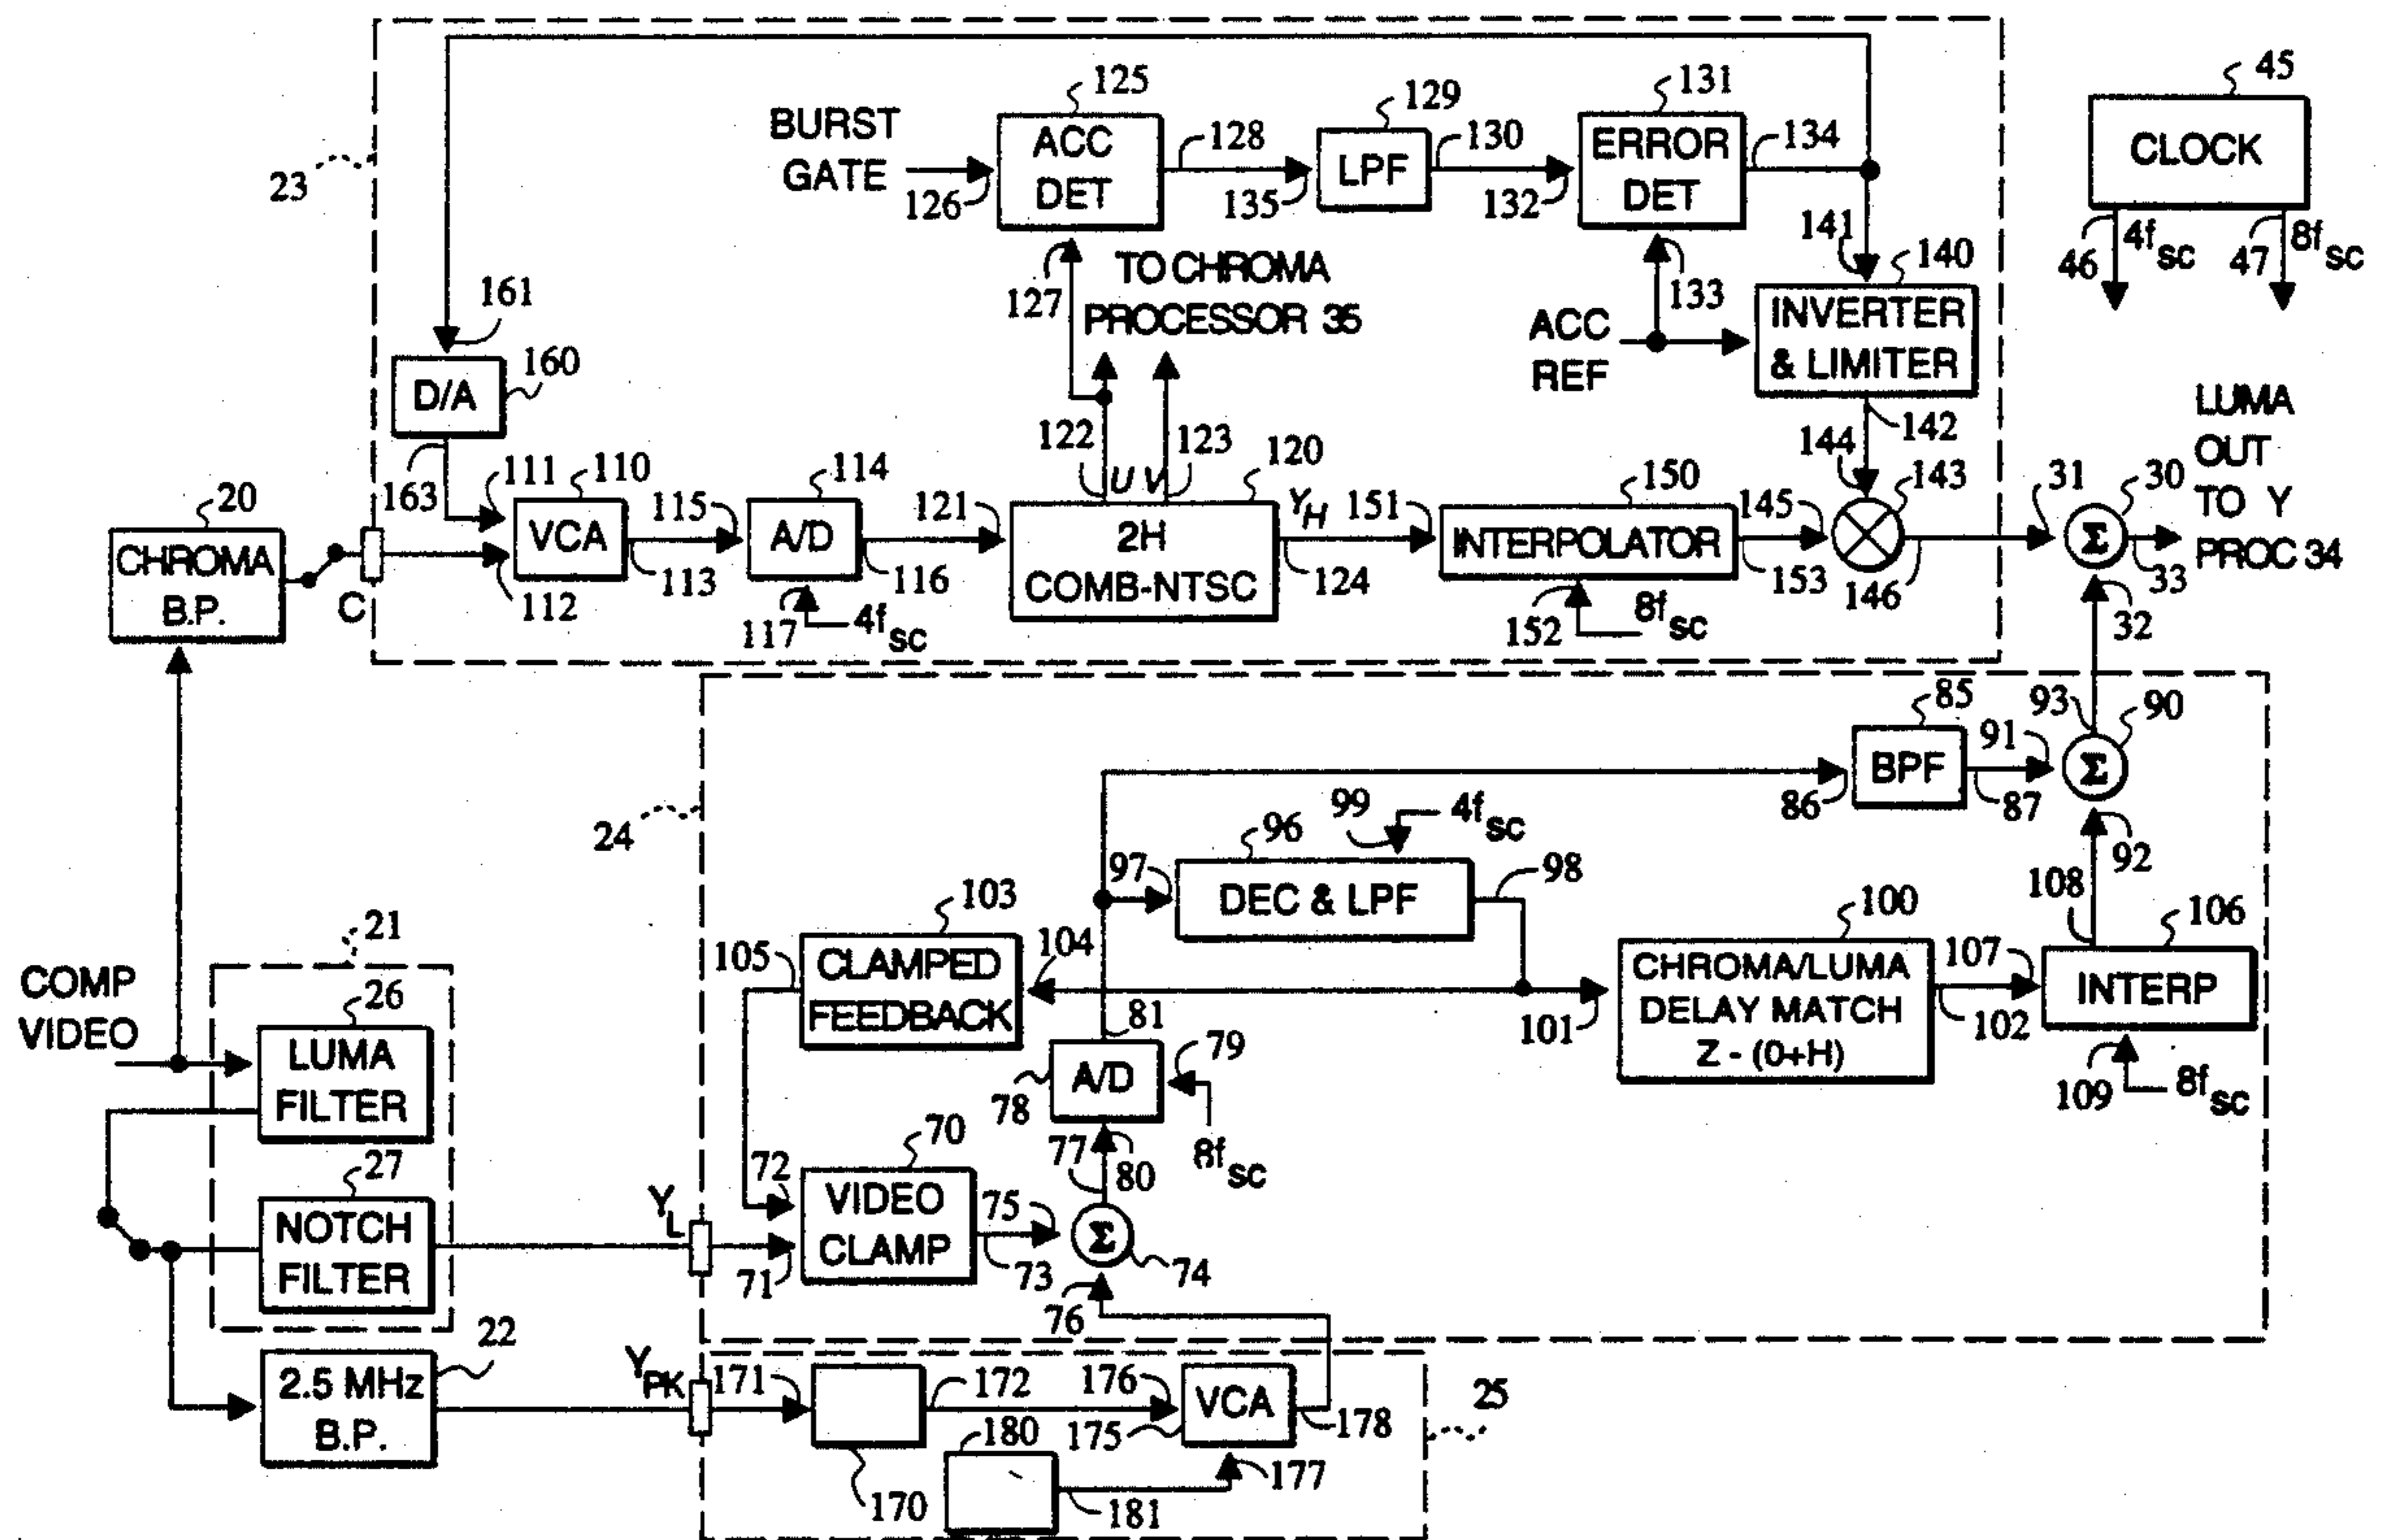 23
BURST
GATE
126
125
ACC
DET
128
135
129
LPF
130
132
131
ERROR
DET
134
45
CLOCK
46
4fsc
47
8fsc
127
TO CHROMA
PROCESSOR 35
133
ACC
REF
141
140
INVERTER
& LIMITER
161
160
D/A
163
111
110
VCA
112
113
115
114
A/D
116
117
4fsc
121
122
U V
123
120
2H
COMB-NTSC
YH
124
151
150
INTERPOLATOR
152
8fsc
145
153
144
142
143
146
31
30
Σ
32
33
LUMA
OUT
TO Y
PROC 34
20
CHROMA
B.P.
C
24
85
BPF
86
87
91
93
90
Σ
92
99
4fsc
96
97
DEC & LPF
98
103
CLAMPED
FEEDBACK
105
104
81
101
100
CHROMA/LUMA
DELAY MATCH
Z - (0+H)
107
102
108
106
INTERP
109
8fsc
78
A/D
79
8fsc
77
80
COMP
VIDEO
21
26
LUMA
FILTER
27
NOTCH
FILTER
YL
72
71
70
VIDEO
CLAMP
75
73
Σ
74
76
22
2.5 MHz
B.P.
YPK
171
170
172
176
175
VCA
178
177
180
181
25